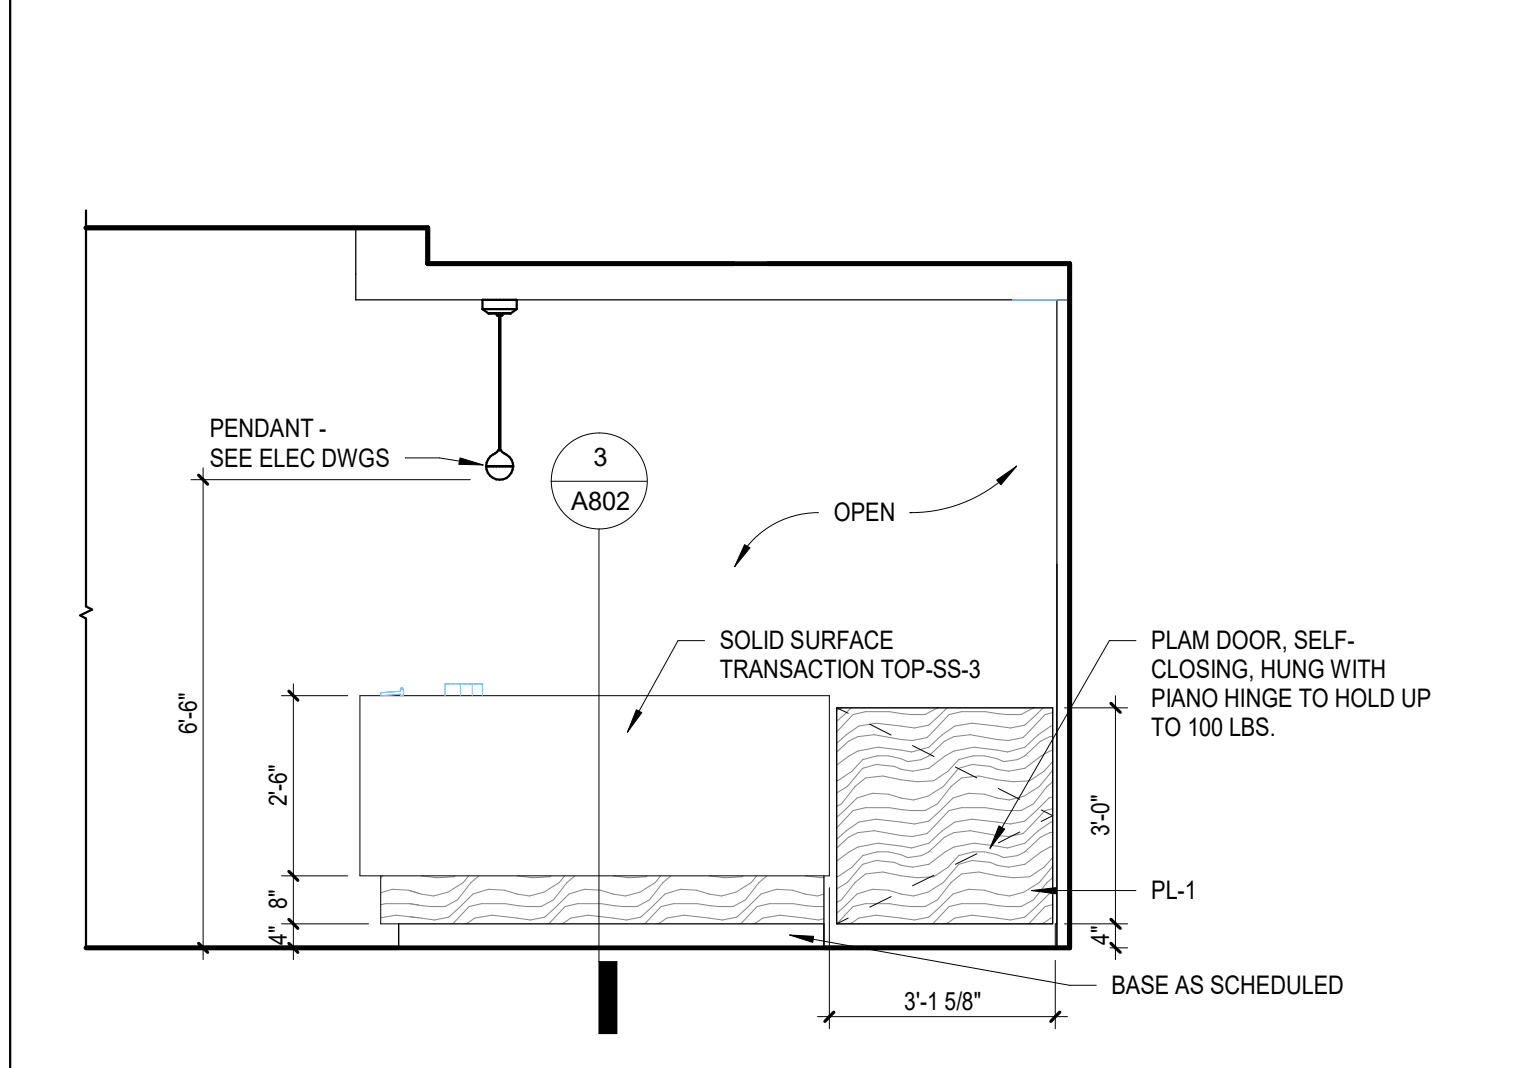 PENDANT -
SEE ELEC DWGS
3
A802
OPEN
6'-6"
SOLID SURFACE
TRANSACTION TOP-SS-3
PLAM DOOR, SELF-
CLOSING, HUNG WITH
PIANO HINGE TO HOLD UP
TO 100 LBS.
2'-6"
8"
4"
3'-0"
4"
PL-1
BASE AS SCHEDULED
3'-1 5/8"